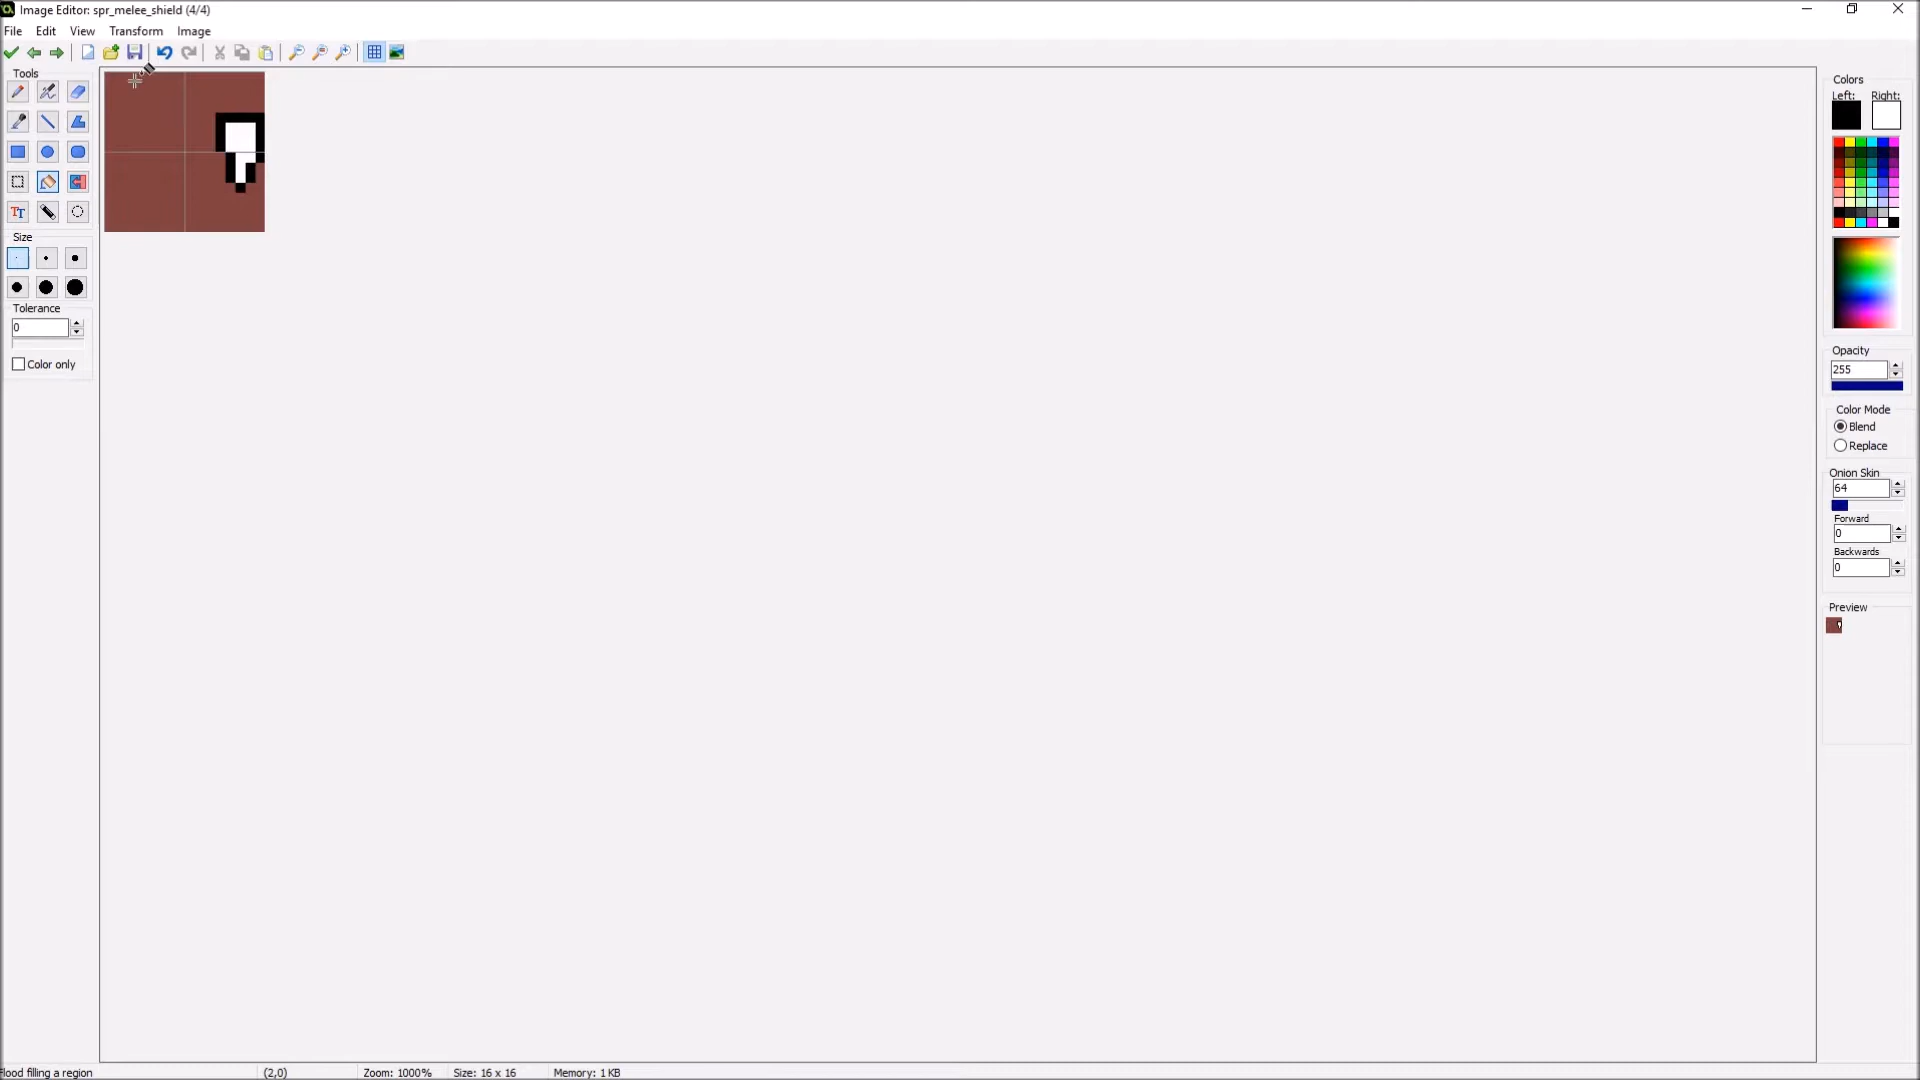 Image Editor: spr_melee_shield (4/4)
File Edit View Transform Image
Tools
TT
Size
Tolerance
0
Color only
Colors
Left: Right:
Opacity
255
Color Mode
Blend
Replace
Onion Skin
64
Forward
0
Backwards
0
Preview
lood filling a region (2,0) Zoom: 1000% Size: 16 x 16 Memory: 1 KB